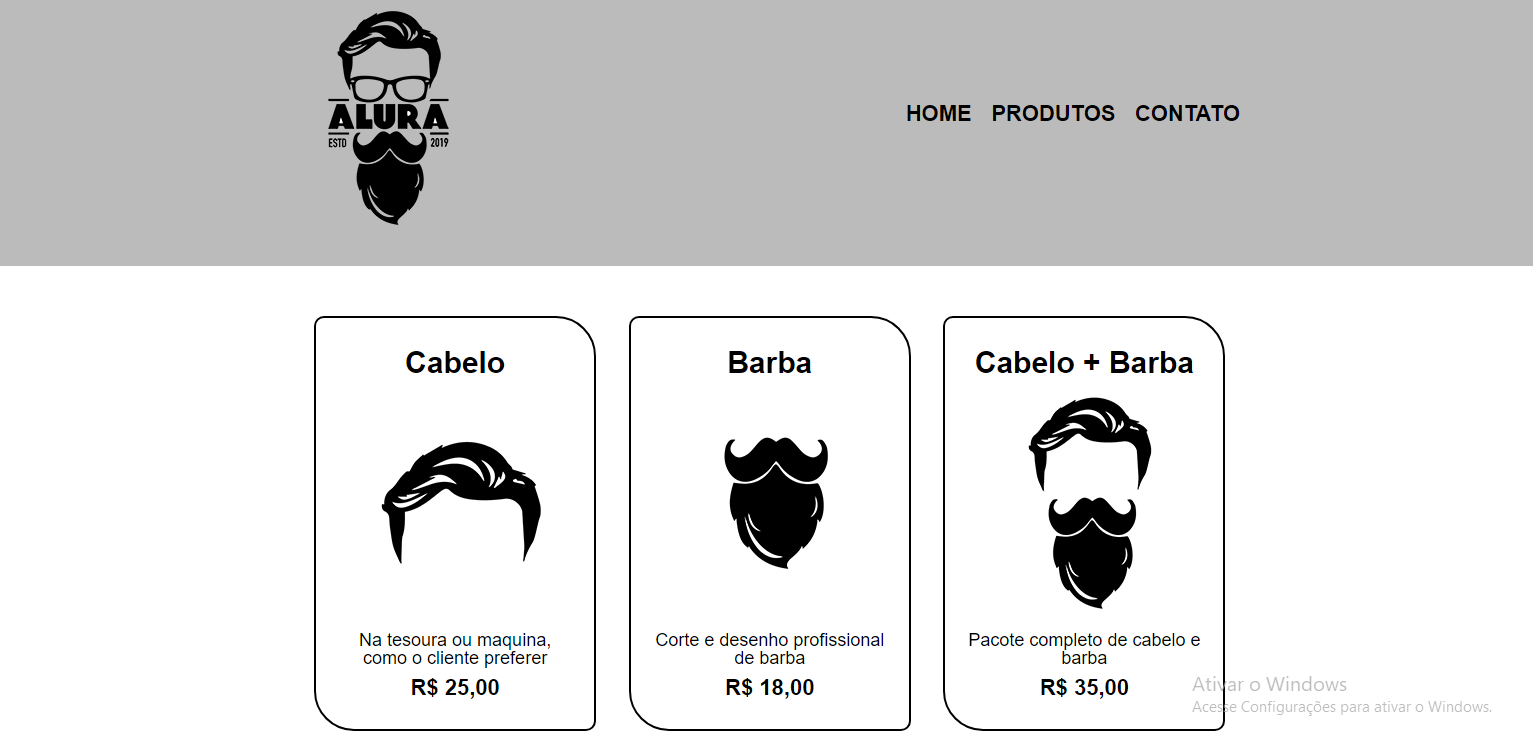 ALURA
ESTD 2019
HOME PRODUTOS CONTATO
Cabelo
Na tesoura ou maquina,
como o cliente preferer
R$ 25,00
Barba
Corte e desenho profissional
de barba
R$ 18,00
Cabelo + Barba
Pacote completo de cabelo e
barba
R$ 35,00
Ativar o Windows
Acesse Configurações para ativar o Windows.